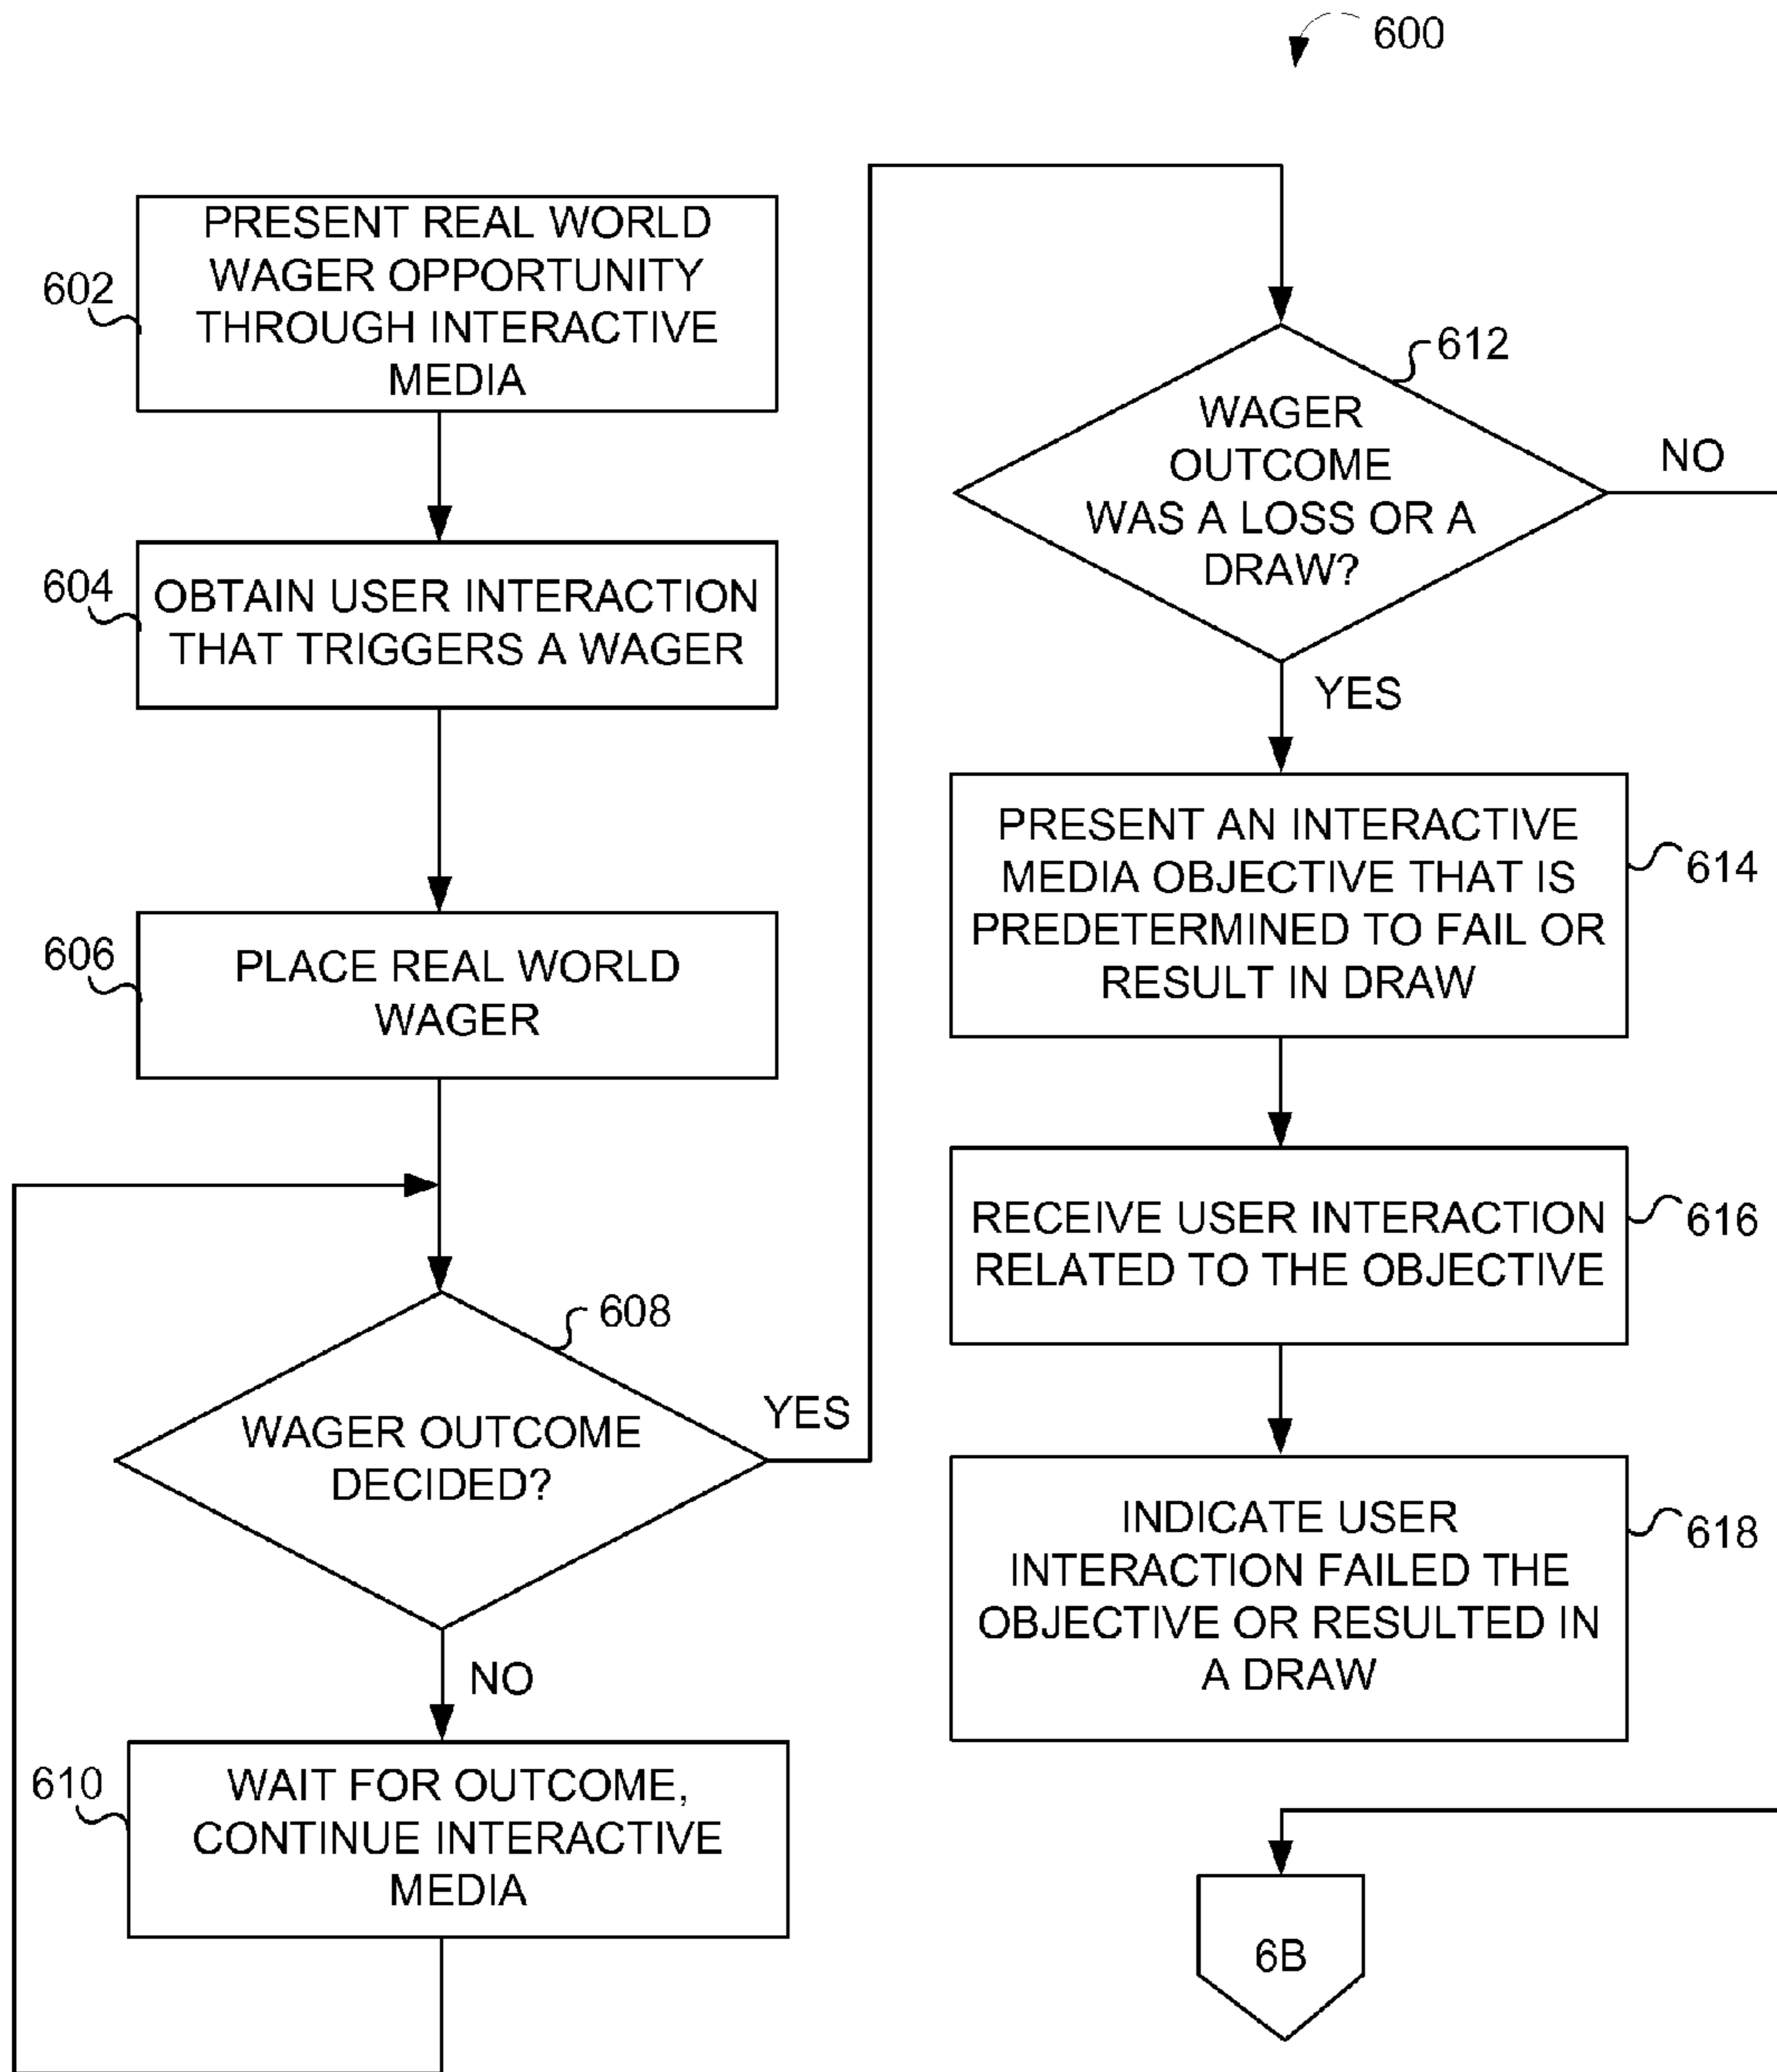 600
602
PRESENT REAL WORLD
WAGER OPPORTUNITY
THROUGH INTERACTIVE
MEDIA
604
OBTAIN USER INTERACTION
THAT TRIGGERS A WAGER
606
PLACE REAL WORLD
WAGER
608
WAGER OUTCOME
DECIDED?
YES
NO
610
WAIT FOR OUTCOME,
CONTINUE INTERACTIVE
MEDIA
612
WAGER
OUTCOME
WAS A LOSS OR A
DRAW?
NO
YES
PRESENT AN INTERACTIVE
MEDIA OBJECTIVE THAT IS
PREDETERMINED TO FAIL OR
RESULT IN DRAW
614
RECEIVE USER INTERACTION
RELATED TO THE OBJECTIVE
616
INDICATE USER
INTERACTION FAILED THE
OBJECTIVE OR RESULTED IN
A DRAW
618
6B